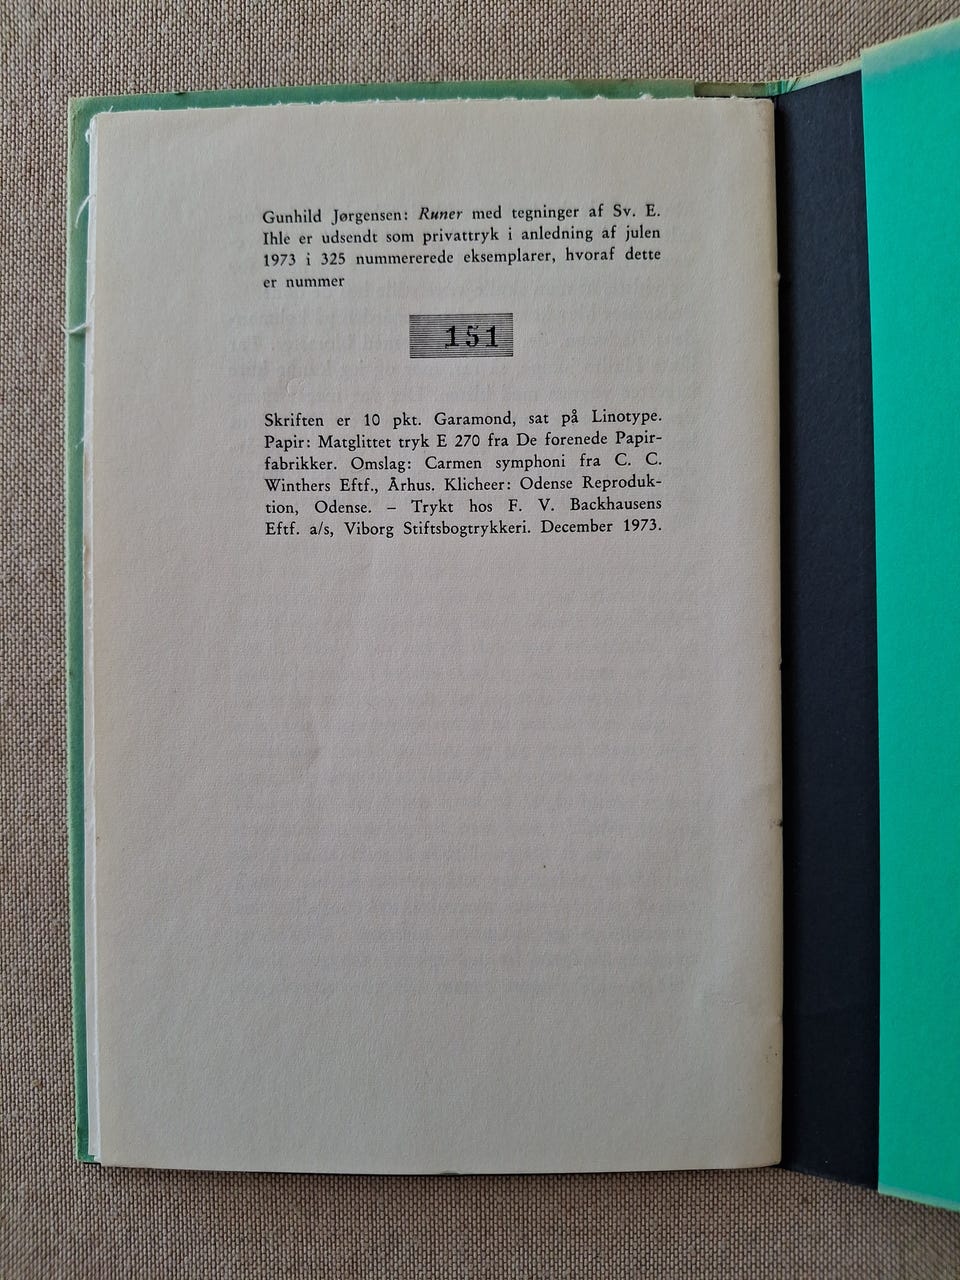 Gunhild Jørgensen: Runer med tegninger af Sv. E.
Ihle er udsendt som privattryk i anledning af julen
1973 i 325 nummererede eksemplarer, hvoraf dette
er nummer
151
Skriften er 10 pkt. Garamond, sat på Linotype.
Papir: Matglittet tryk E 270 fra De forenede Papir-
fabrikker. Omslag: Carmen symphoni fra C. C.
Winthers Eftf., Århus. Klicheer: Odense Reproduk-
tion, Odense. – Trykt hos F. V. Backhausens
Eftf. a/s, Viborg Stiftsbogtrykkeri. December 1973.